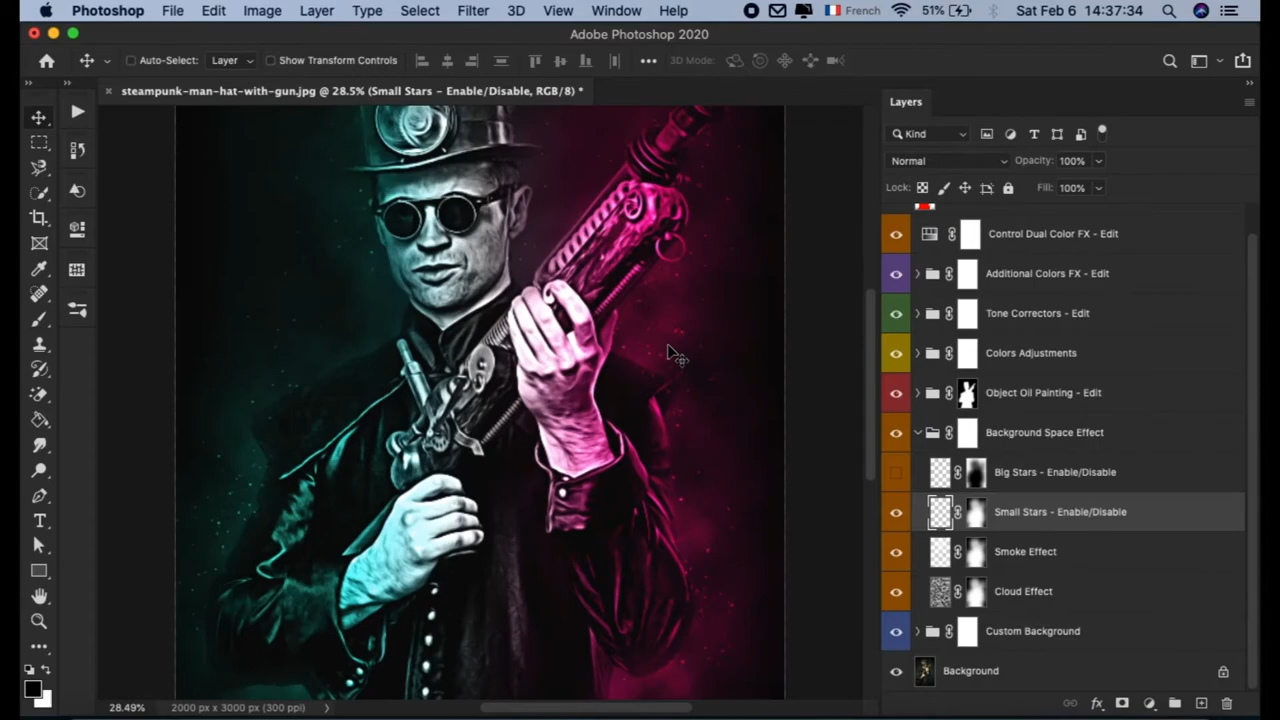 Photoshop File Edit Image Layer Type Select Filter 3D View Window Help French 51% Sat Feb 6 14:37:34
Adobe Photoshop 2020
Auto-Select: Layer Show Transform Controls 3D Mode:
steampunk-man-hat-with-gun.jpg @ 28.5% (Small Stars - Enable/Disable, RGB/8) *
Layers
Kind
Normal Opacity: 100%
Lock: Fill: 100%
Control Dual Color FX - Edit
Additional Colors FX - Edit
Tone Correctors - Edit
Colors Adjustments
Object Oil Painting - Edit
Background Space Effect
Big Stars - Enable/Disable
Small Stars - Enable/Disable
Smoke Effect
Cloud Effect
Custom Background
Background
28.49% 2000 px x 3000 px (300 ppi)